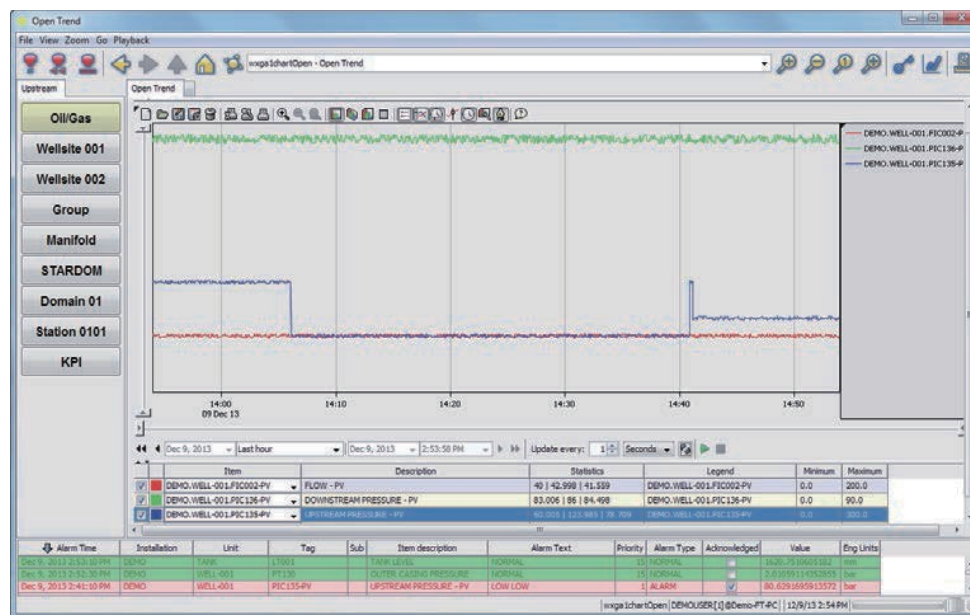 Open Trend
File View Zoom Go Playback
wxga1chartOpen - Open Trend
Upstream
Open Trend
Oil/Gas
Wellsite 001
Wellsite 002
Group
Manifold
STARDOM
Domain 01
Station 0101
KPI
DEMO.WELL-001.FIC002-P
DEMO.WELL-001.PIC136-P
DEMO.WELL-001.PIC135-P
14:00 14:10 14:20 14:30 14:40 14:50
09 Dec 13
Dec 9, 2013 Last hour Dec 9, 2013 2:53:58 PM Update every: 1 Seconds
Item Description Statistics Legend Minimum Maximum
DEMO.WELL-001.FIC002-PV FLOW - PV 40 | 42.998 | 41.559 DEMO.WELL-001.FIC002-PV 0.0 200.0
DEMO.WELL-001.PIC136-PV DOWNSTREAM PRESSURE - PV 83.006 | 86 | 84.498 DEMO.WELL-001.PIC136-PV 0.0 90.0
DEMO.WELL-001.PIC135-PV UPSTREAM PRESSURE - PV DEMO.WELL-001.PIC135-PV 0.0 300.0
Alarm Time Installation Unit Tag Sub Item description Alarm Text Priority Alarm Type Acknowledged Value Eng Units
Dec 9, 2013 2:53:10 PM DEMO TANK LT001 TANK LEVEL NORMAL 15 NORMAL mm
Dec 9, 2013 2:52:30 PM DEMO WELL-001 PT130 OUTER CASING PRESSURE NORMAL 15 NORMAL bar
Dec 9, 2013 2:41:10 PM DEMO WELL-001 PIC135-PV UPSTREAM PRESSURE - PV LOW LOW 1 ALARM 80.6291695913572 bar
wxga1chartOpen DEMOUSER[1]@Demo-FT-PC 12/9/13 2:54 PM